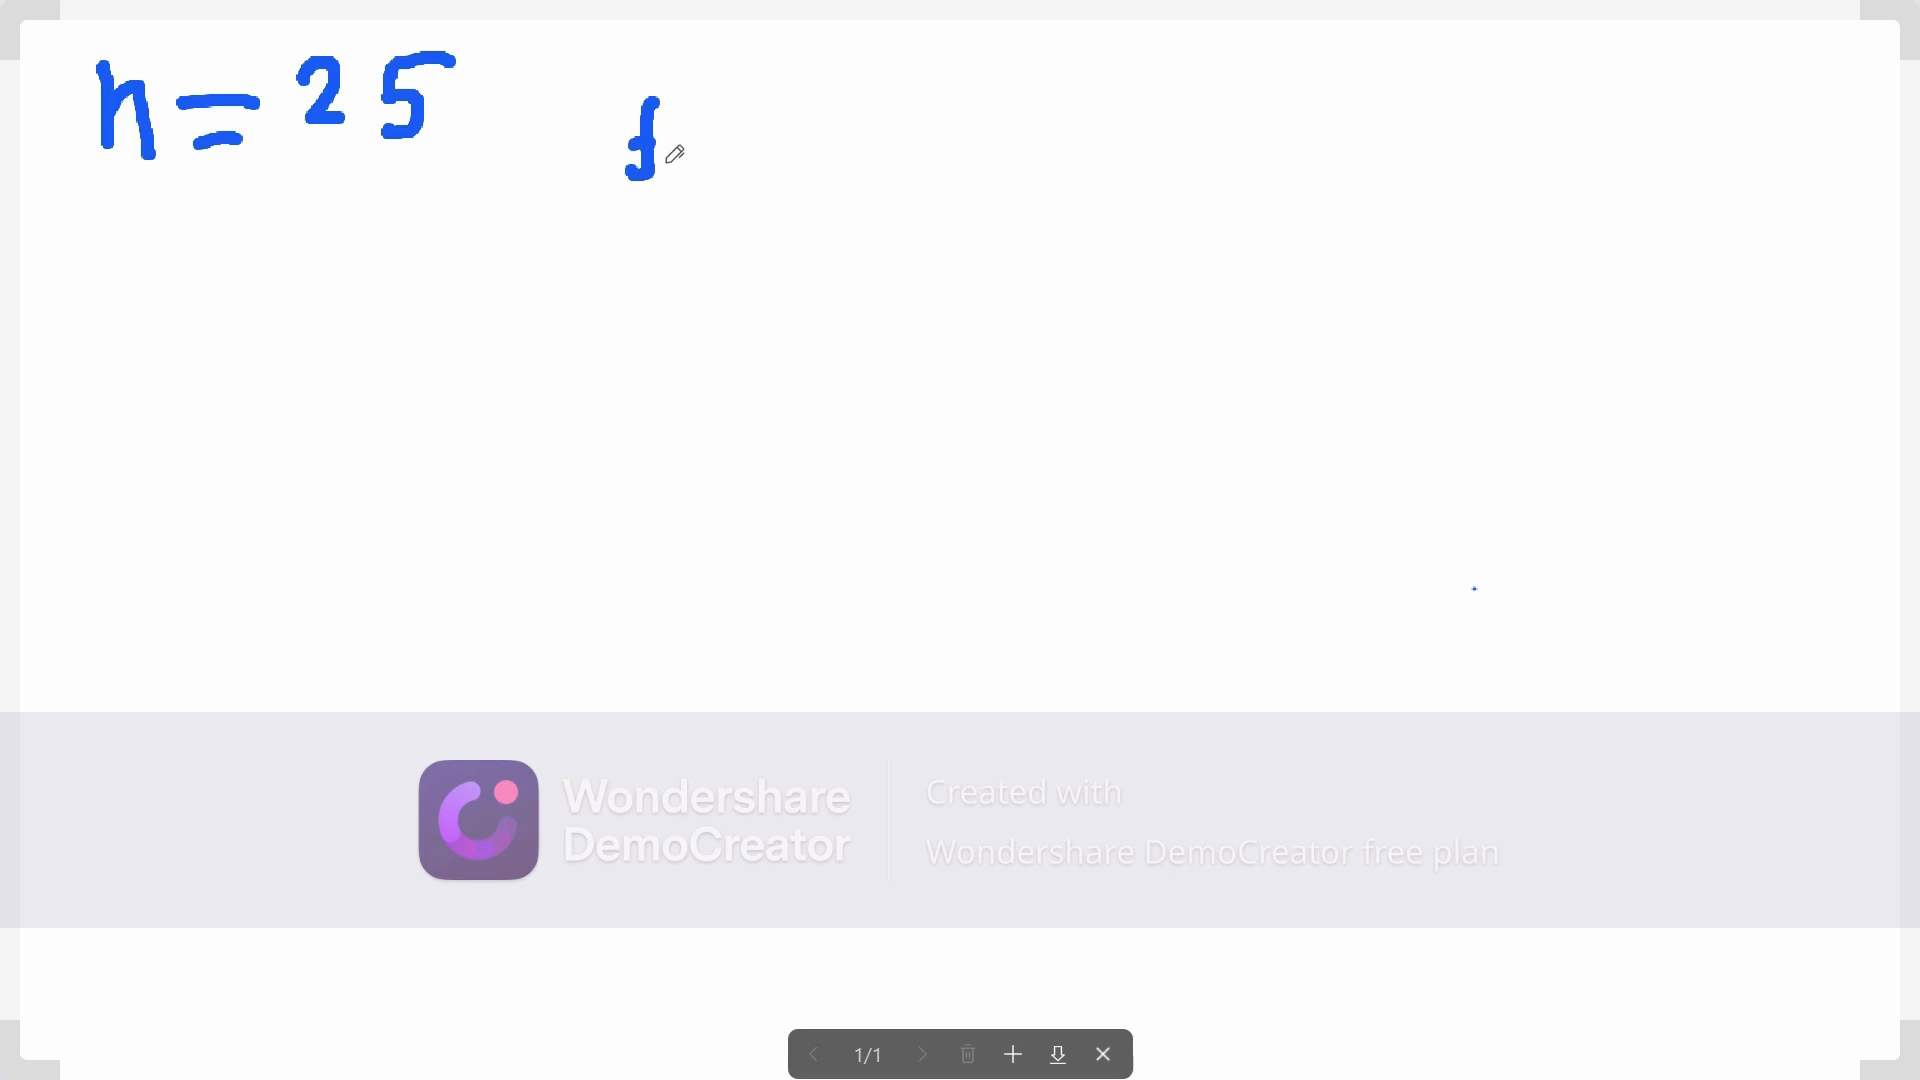 n = 25 f
Wondershare
DemoCreator
Created with
Wondershare DemoCreator free plan
1/1